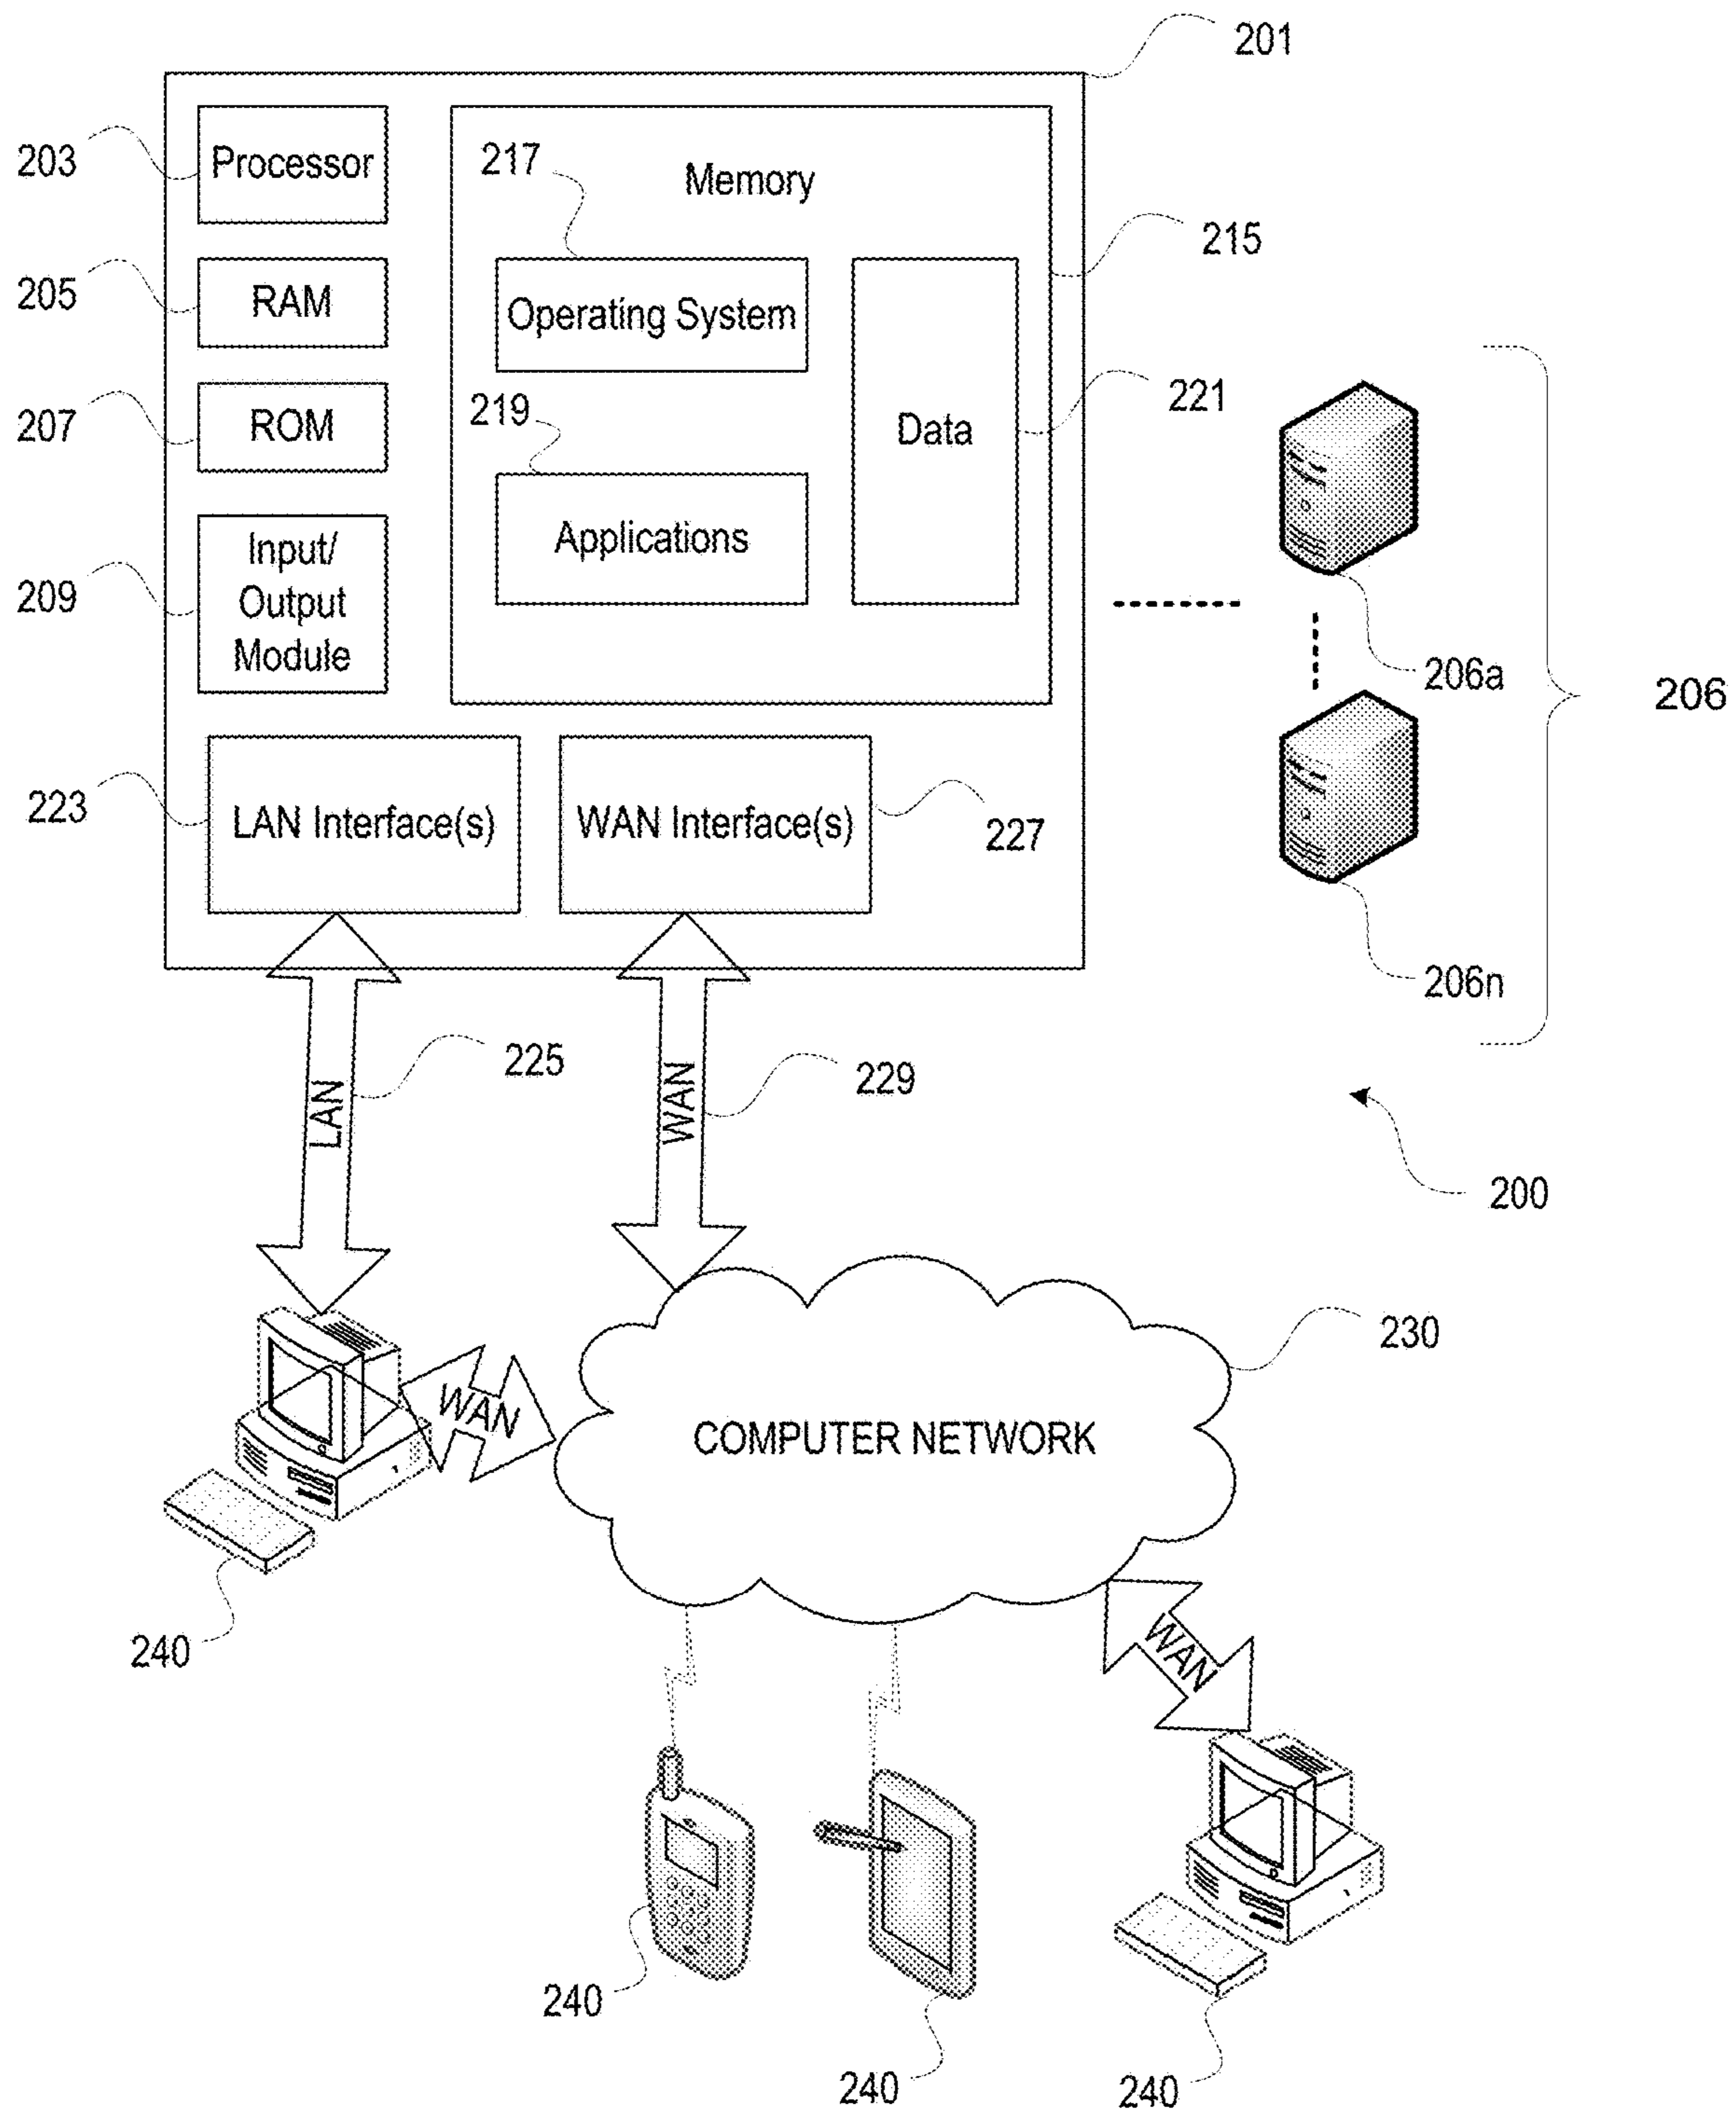 201
203
Processor
217
Memory
215
205
RAM
Operating System
207
ROM
219
Data
221
Applications
209
Input/
Output
Module
206a
206
223
LAN Interface(s)
WAN Interface(s)
227
206n
LAN
225
WAN
229
200
230
WAN
COMPUTER NETWORK
240
WAN
240
240
240